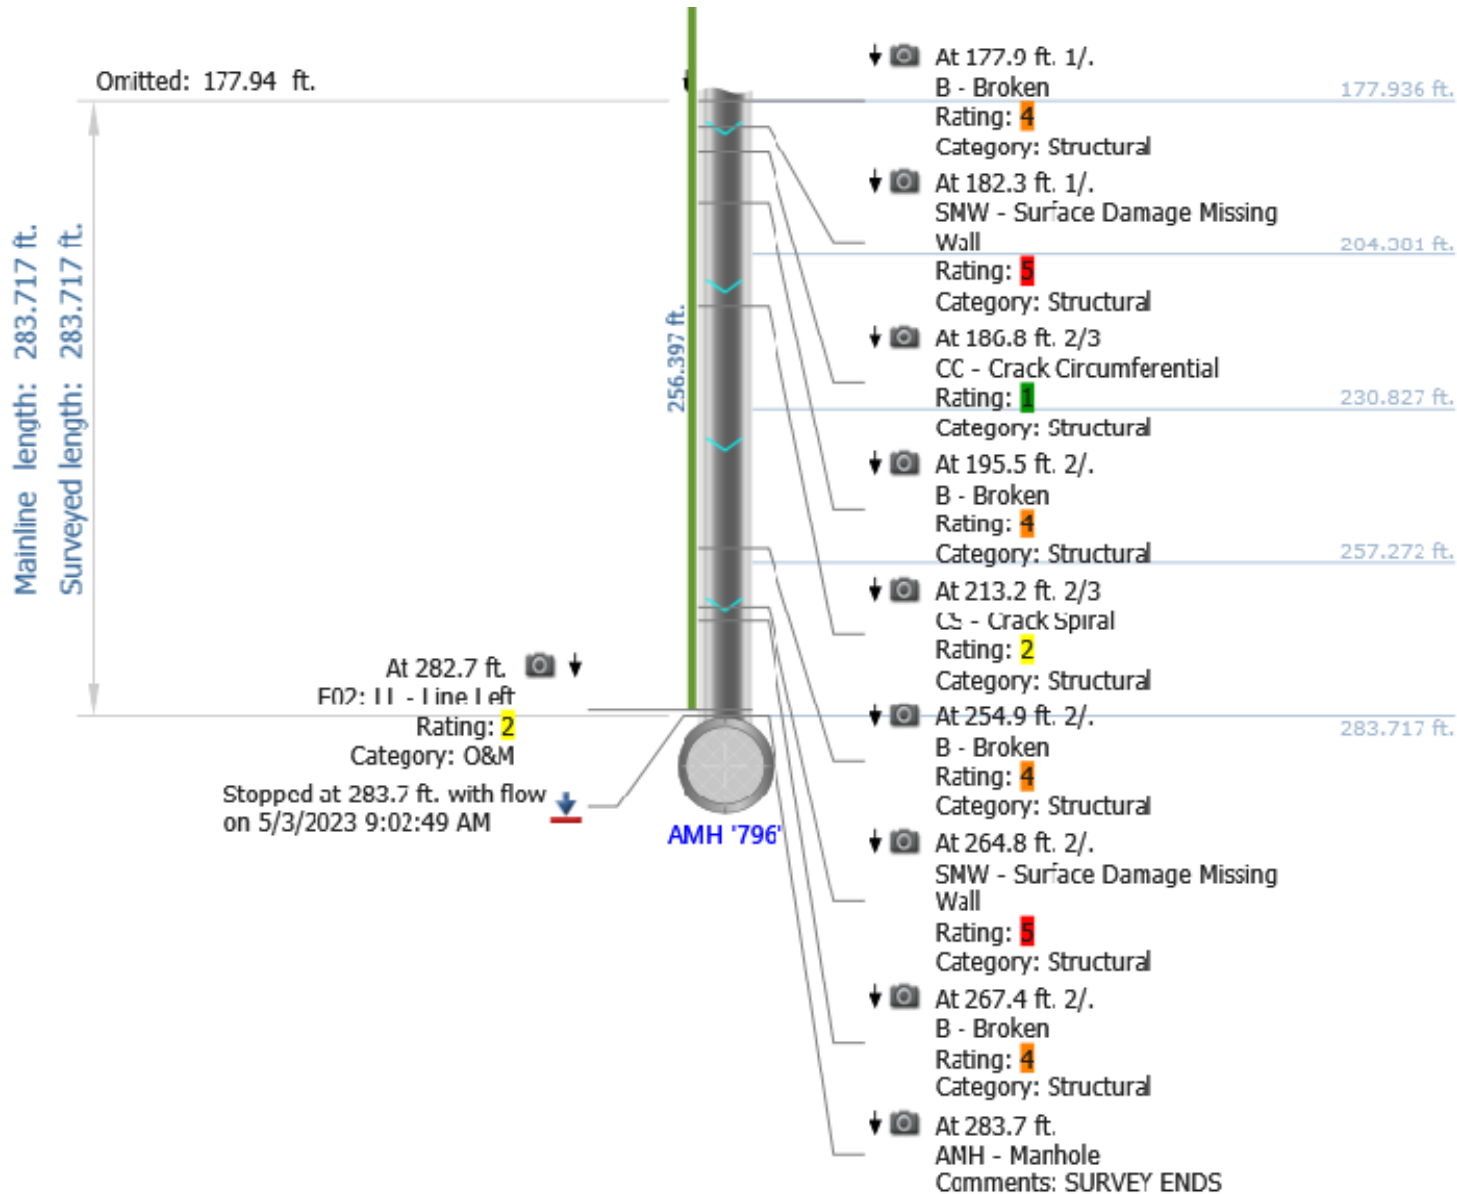 Omitted: 177.94 ft.
Mainline length: 283.717 ft.
Surveyed length: 283.717 ft.
256.397 ft.
At 282.7 ft.
F02: LL - Line Left
Rating: 2
Category: O&M
Stopped at 283.7 ft. with flow
on 5/3/2023 9:02:49 AM
AMH '796'
At 177.9 ft. 1/.
B - Broken
Rating: 4
Category: Structural
At 182.3 ft. 1/.
SMW - Surface Damage Missing
Wall
Rating: 5
Category: Structural
At 186.8 ft. 2/3
CC - Crack Circumferential
Rating: 1
Category: Structural
At 195.5 ft. 2/.
B - Broken
Rating: 4
Category: Structural
At 213.2 ft. 2/3
CS - Crack Spiral
Rating: 2
Category: Structural
At 254.9 ft. 2/.
B - Broken
Rating: 4
Category: Structural
At 264.8 ft. 2/.
SMW - Surface Damage Missing
Wall
Rating: 5
Category: Structural
At 267.4 ft. 2/.
B - Broken
Rating: 4
Category: Structural
At 283.7 ft.
AMH - Manhole
Comments: SURVEY ENDS
177.936 ft.
204.381 ft.
230.827 ft.
257.272 ft.
283.717 ft.